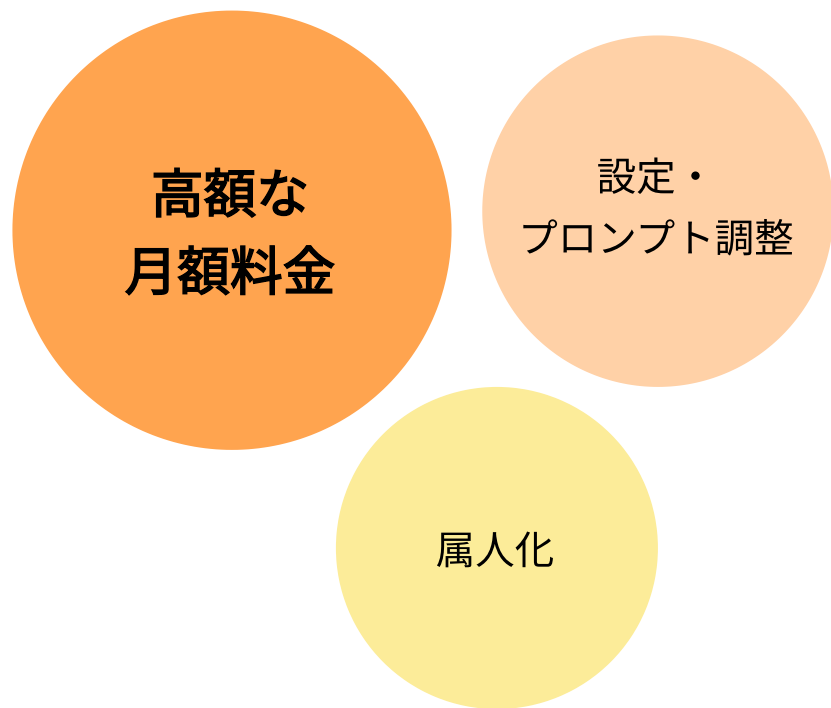 高額な
月額料金
設定・
プロンプト調整
属人化